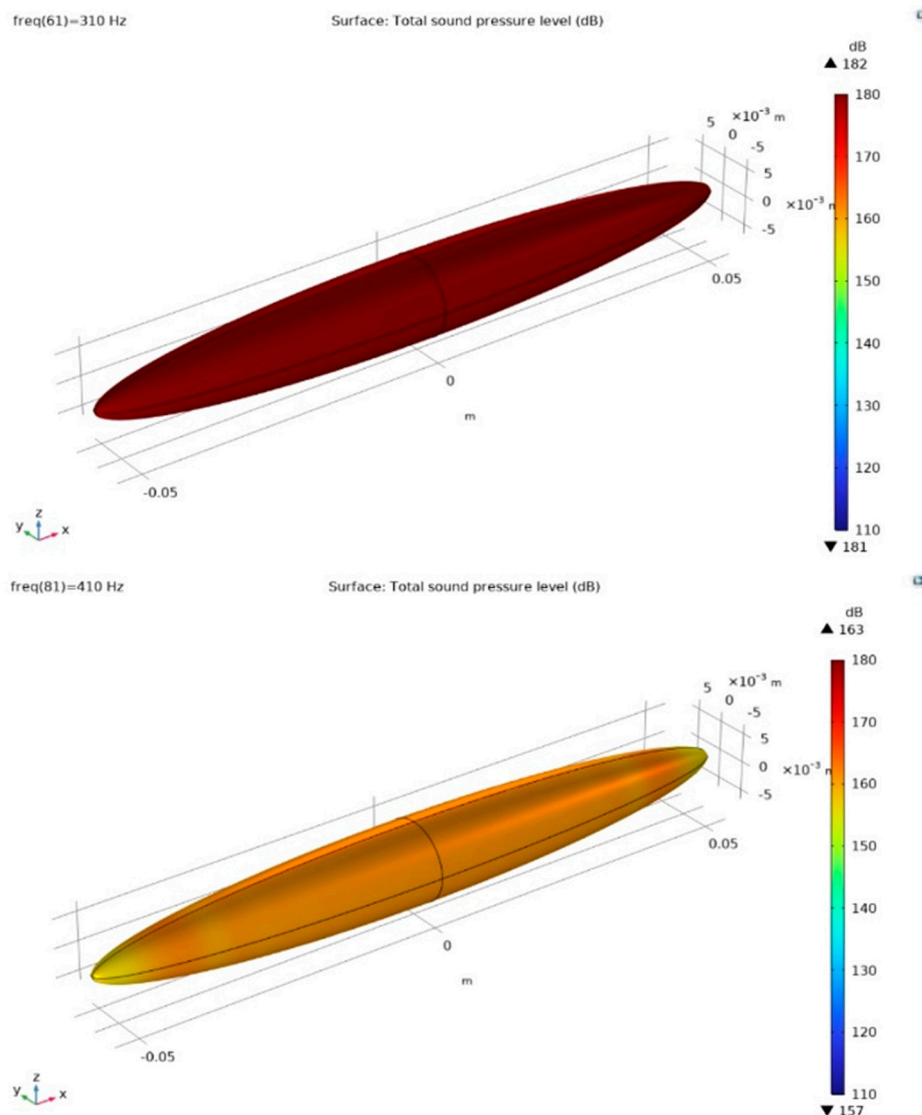 freq(61)=310 Hz Surface: Total sound pressure level (dB)
dB
▲ 182
180
170
160
150
140
130
120
110
▼ 181
×10⁻³ m
5
0
-5
5
0
-5
×10⁻³
0.05
0
m
-0.05
z
y
x
freq(81)=410 Hz Surface: Total sound pressure level (dB)
dB
▲ 163
180
170
160
150
140
130
120
110
▼ 157
×10⁻³ m
5
0
-5
5
0
-5
×10⁻³
0.05
0
m
-0.05
z
y
x